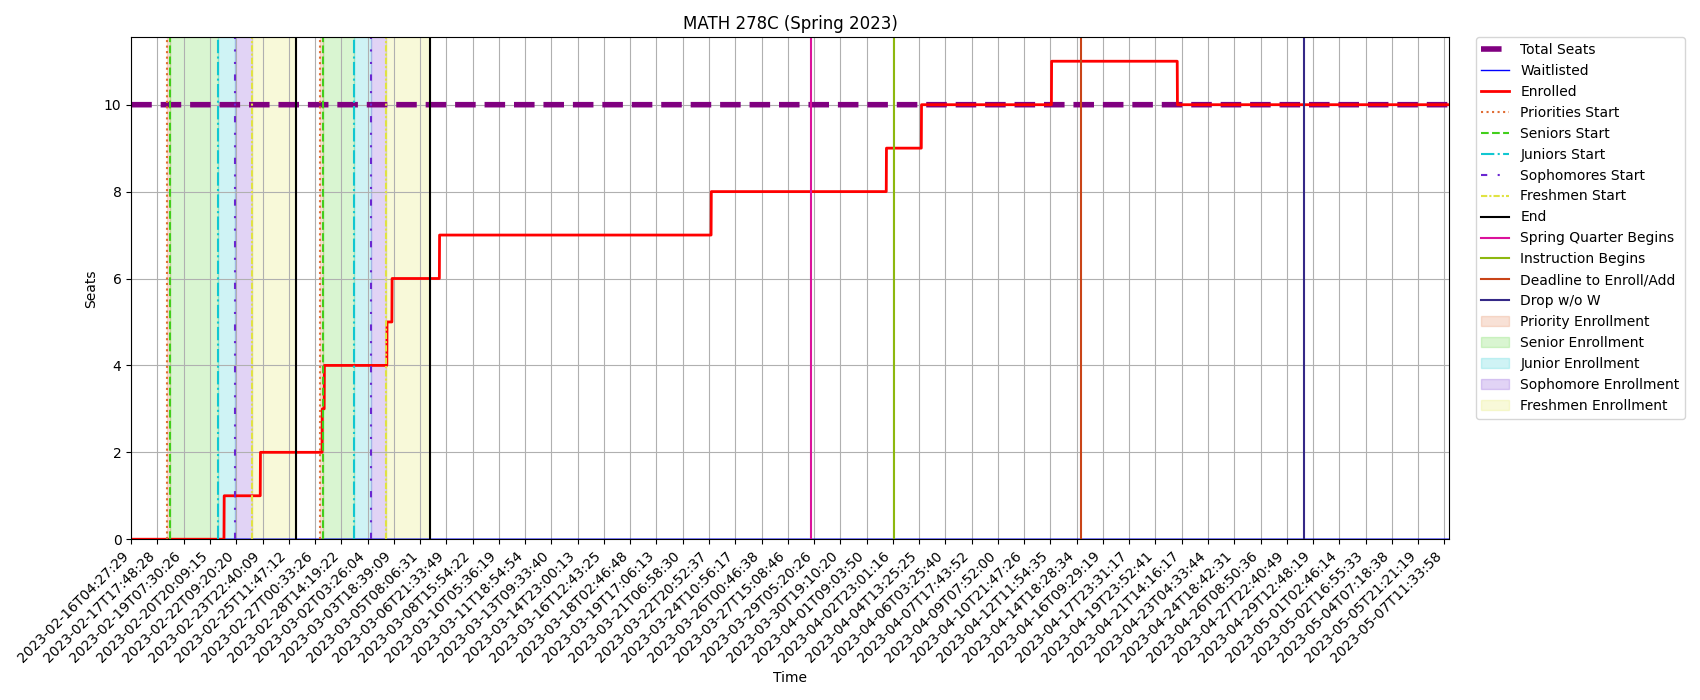 MATH 278C (Spring 2023)
Seats
10
8
6
4
2
0
2023-02-16T04:27:29
2023-02-17T17:48:28
2023-02-19T07:30:26
2023-02-20T20:09:15
2023-02-22T09:20:20
2023-02-23T22:40:09
2023-02-25T11:47:12
2023-02-27T00:33:26
2023-02-28T14:19:22
2023-03-02T03:26:04
2023-03-03T18:39:09
2023-03-05T08:06:31
2023-03-06T21:33:49
2023-03-08T15:54:22
2023-03-10T05:36:19
2023-03-11T18:54:54
2023-03-13T09:33:40
2023-03-14T23:00:13
2023-03-16T12:43:25
2023-03-18T02:46:48
2023-03-19T17:06:13
2023-03-21T06:58:30
2023-03-22T20:52:37
2023-03-24T10:56:17
2023-03-26T00:46:38
2023-03-27T15:08:46
2023-03-29T05:20:26
2023-03-30T19:10:20
2023-04-01T09:03:50
2023-04-02T23:01:16
2023-04-04T13:25:25
2023-04-06T03:25:40
2023-04-07T17:43:52
2023-04-09T07:52:00
2023-04-10T21:47:26
2023-04-12T11:54:35
2023-04-14T18:28:34
2023-04-16T09:29:19
2023-04-17T23:31:17
2023-04-19T23:52:41
2023-04-21T14:16:17
2023-04-23T04:33:44
2023-04-24T18:42:31
2023-04-26T08:50:36
2023-04-27T22:40:49
2023-04-29T12:48:19
2023-05-01T02:46:14
2023-05-02T16:55:33
2023-05-04T07:18:38
2023-05-05T21:21:19
2023-05-07T11:33:58
Time
Total Seats
Waitlisted
Enrolled
Priorities Start
Seniors Start
Juniors Start
Sophomores Start
Freshmen Start
End
Spring Quarter Begins
Instruction Begins
Deadline to Enroll/Add
Drop w/o W
Priority Enrollment
Senior Enrollment
Junior Enrollment
Sophomore Enrollment
Freshmen Enrollment